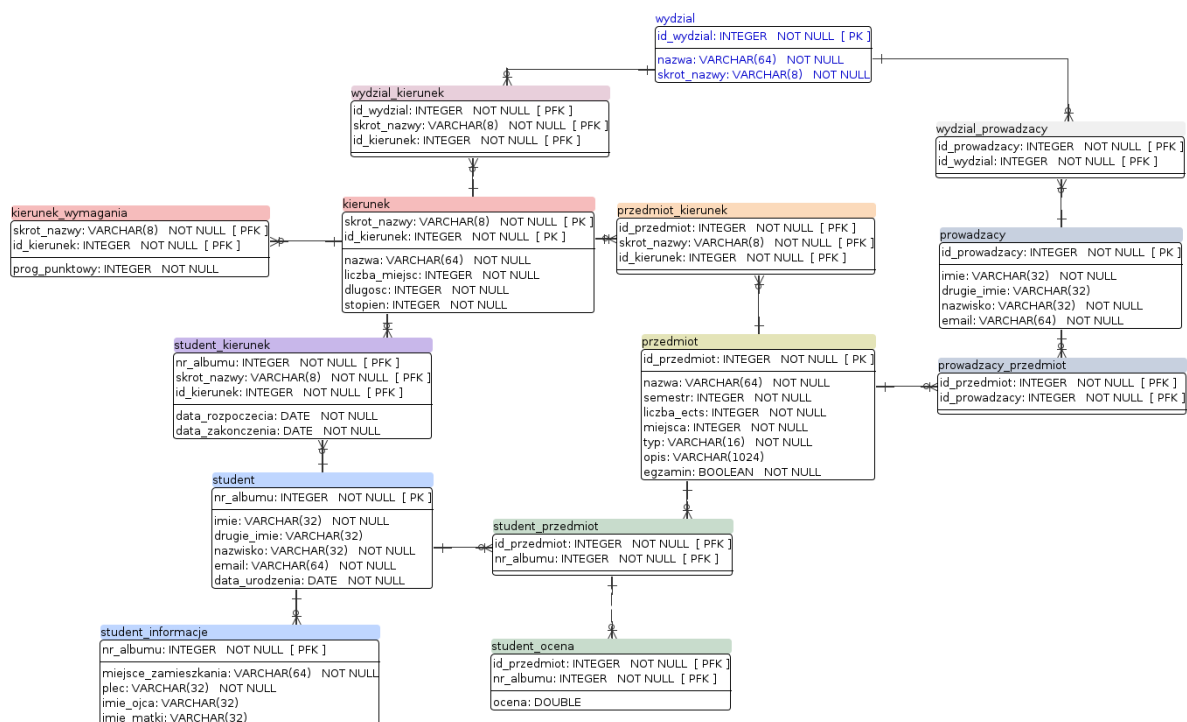 wydzial
id_wydzial: INTEGER NOT NULL [ PK ]
nazwa: VARCHAR(64) NOT NULL
skrot_nazwy: VARCHAR(8) NOT NULL
wydzial_kierunek
id_wydzial: INTEGER NOT NULL [ PFK ]
skrot_nazwy: VARCHAR(8) NOT NULL [ PFK ]
id_kierunek: INTEGER NOT NULL [ PFK ]
wydzial_prowadzacy
id_prowadzacy: INTEGER NOT NULL [ PFK ]
id_wydzial: INTEGER NOT NULL [ PFK ]
kierunek_wymagania
skrot_nazwy: VARCHAR(8) NOT NULL [ PFK ]
id_kierunek: INTEGER NOT NULL [ PFK ]
prog_punktowy: INTEGER NOT NULL
kierunek
skrot_nazwy: VARCHAR(8) NOT NULL [ PK ]
id_kierunek: INTEGER NOT NULL [ PK ]
nazwa: VARCHAR(64) NOT NULL
liczba_miejsc: INTEGER NOT NULL
dlugosc: INTEGER NOT NULL
stopien: INTEGER NOT NULL
przedmiot_kierunek
id_przedmiot: INTEGER NOT NULL [ PFK ]
skrot_nazwy: VARCHAR(8) NOT NULL [ PFK ]
id_kierunek: INTEGER NOT NULL [ PFK ]
prowadzacy
id_prowadzacy: INTEGER NOT NULL [ PK ]
imie: VARCHAR(32) NOT NULL
drugie_imie: VARCHAR(32)
nazwisko: VARCHAR(32) NOT NULL
email: VARCHAR(64) NOT NULL
student_kierunek
nr_albumu: INTEGER NOT NULL [ PFK ]
skrot_nazwy: VARCHAR(8) NOT NULL [ PFK ]
id_kierunek: INTEGER NOT NULL [ PFK ]
data_rozpoczecia: DATE NOT NULL
data_zakonczenia: DATE NOT NULL
przedmiot
id_przedmiot: INTEGER NOT NULL [ PK ]
nazwa: VARCHAR(64) NOT NULL
semestr: INTEGER NOT NULL
liczba_ects: INTEGER NOT NULL
miejsca: INTEGER NOT NULL
typ: VARCHAR(16) NOT NULL
opis: VARCHAR(1024)
egzamin: BOOLEAN NOT NULL
prowadzacy_przedmiot
id_przedmiot: INTEGER NOT NULL [ PFK ]
id_prowadzacy: INTEGER NOT NULL [ PFK ]
student
nr_albumu: INTEGER NOT NULL [ PK ]
imie: VARCHAR(32) NOT NULL
drugie_imie: VARCHAR(32)
nazwisko: VARCHAR(32) NOT NULL
email: VARCHAR(64) NOT NULL
data_urodzenia: DATE NOT NULL
student_przedmiot
id_przedmiot: INTEGER NOT NULL [ PFK ]
nr_albumu: INTEGER NOT NULL [ PFK ]
student_informacje
nr_albumu: INTEGER NOT NULL [ PFK ]
miejsce_zamieszkania: VARCHAR(64) NOT NULL
plec: VARCHAR(32) NOT NULL
imie_ojca: VARCHAR(32)
imie_matki: VARCHAR(32)
student_ocena
id_przedmiot: INTEGER NOT NULL [ PFK ]
nr_albumu: INTEGER NOT NULL [ PFK ]
ocena: DOUBLE